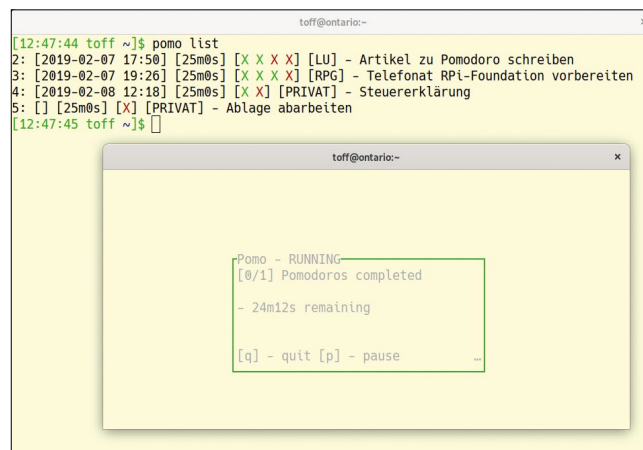 toff@ontario:~
[12:47:44 toff ~]$ pomo list
2: [2019-02-07 17:50] [25m0s] [X X X X] [LU] - Artikel zu Pomodoro schreiben
3: [2019-02-07 19:26] [25m0s] [X X X X] [RPG] - Telefonat RPi-Foundation vorbereiten
4: [2019-02-08 12:18] [25m0s] [X X] [PRIVAT] - Steuererklärung
5: [] [25m0s] [X] [PRIVAT] - Ablage abarbeiten
[12:47:45 toff ~]$
toff@ontario:~ ×
Pomo - RUNNING
[0/1] Pomodoros completed
- 24m12s remaining
[q] - quit [p] - pause …